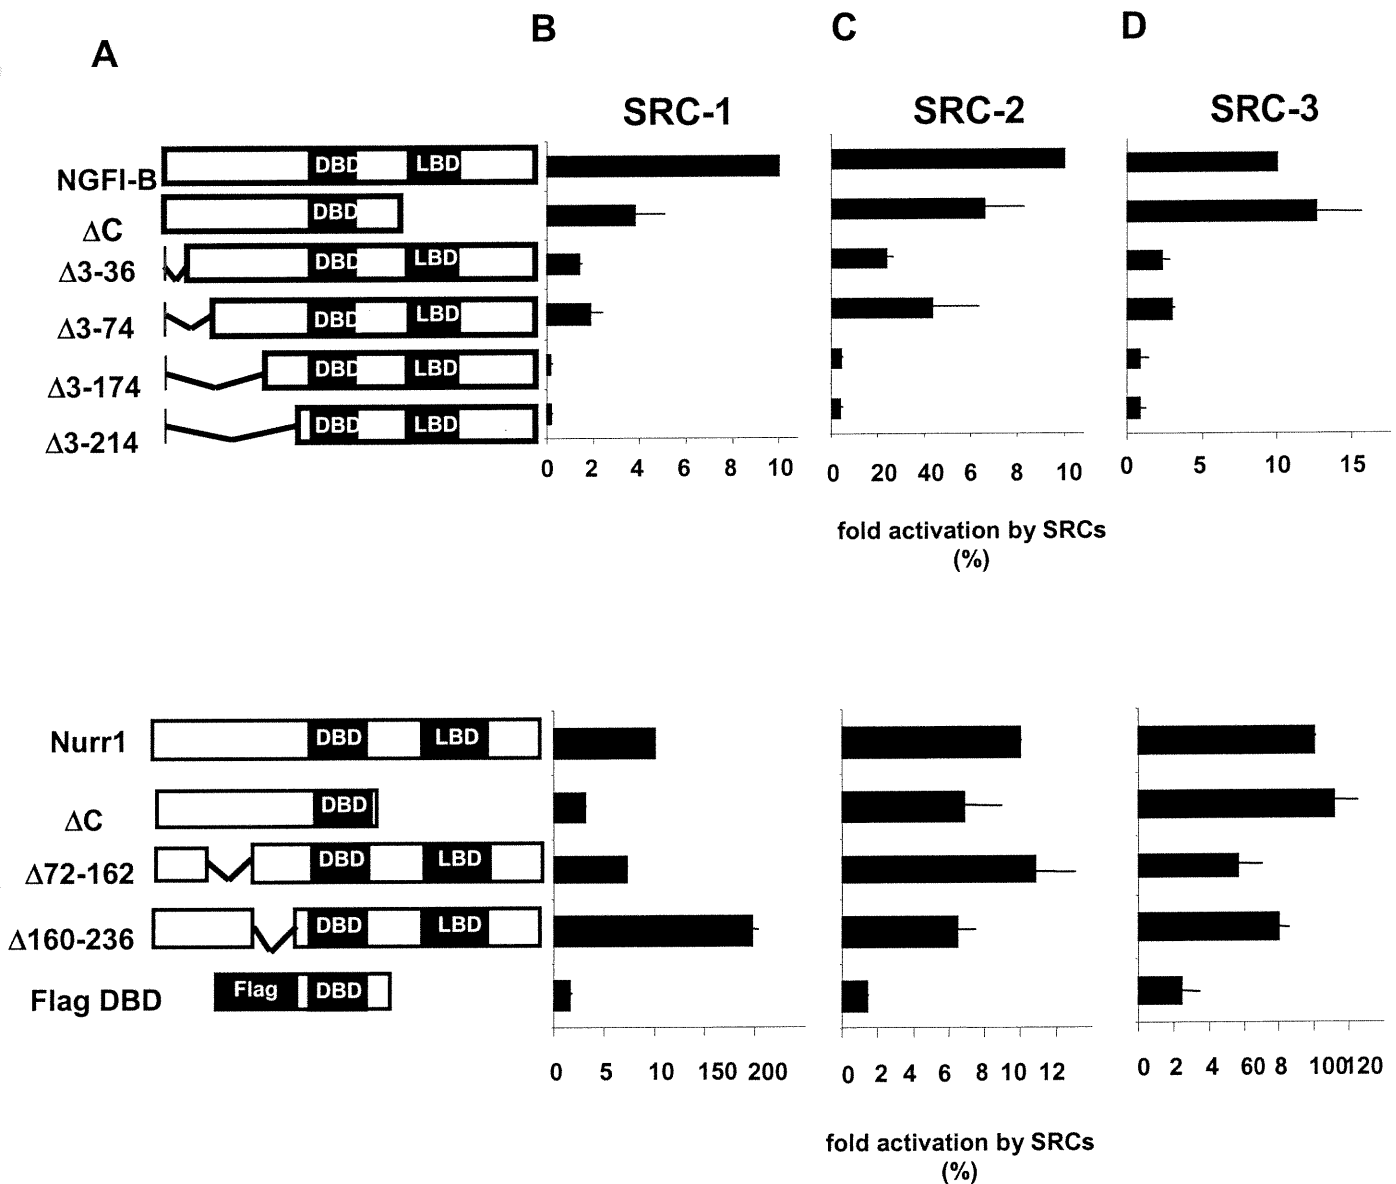 A
B
C
D
SRC-1
SRC-2
SRC-3
NGFI-B
DBD
LBD
ΔC
DBD
Δ3-36
DBD
LBD
Δ3-74
DBD
LBD
Δ3-174
DBD
LBD
Δ3-214
DBD
LBD
0 2 4 6 8 10
0 20 40 6 8 10
0 5 10 15
fold activation by SRCs
(%)
Nurr1
DBD
LBD
ΔC
DBD
Δ72-162
DBD
LBD
Δ160-236
DBD
LBD
Flag DBD
Flag
DBD
0 5 10 150 200
0 2 4 6 8 10 12
0 2 4 60 8 100 120
fold activation by SRCs
(%)